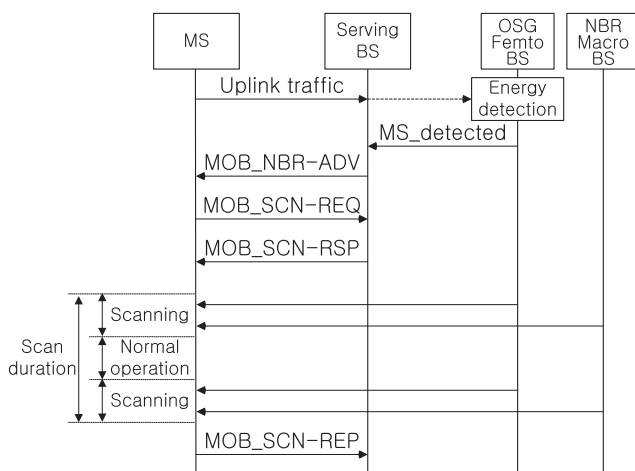 MS
Serving
BS
OSG
Femto
BS
NBR
Macro
BS
Uplink traffic
Energy
detection
MS_detected
MOB_NBR-ADV
MOB_SCN-REQ
MOB_SCN-RSP
Scanning
Scan
duration
Normal
operation
Scanning
MOB_SCN-REP